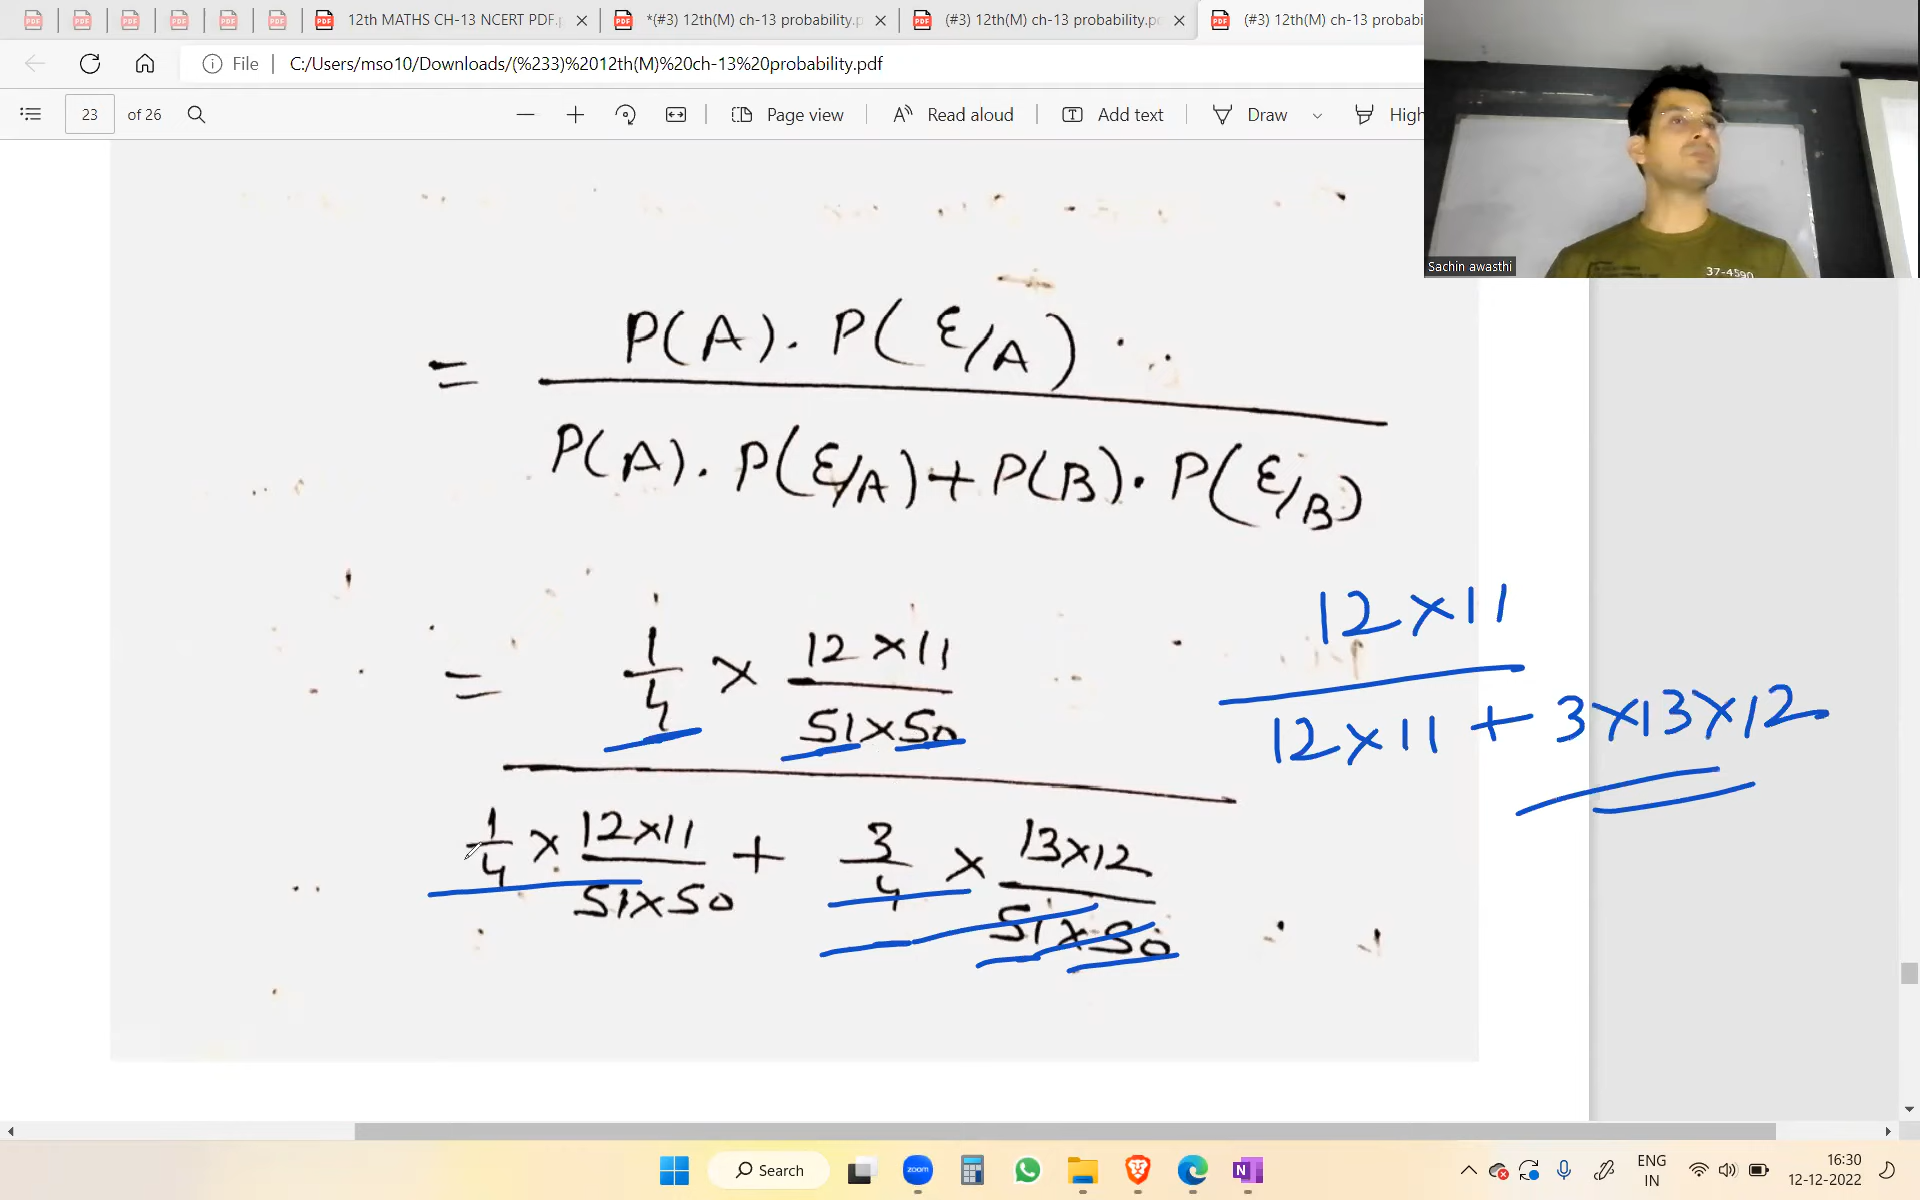 12th MATHS CH-13 NCERT PDF.p
*(#3) 12th(M) ch-13 probability.p
(#3) 12th(M) ch-13 probability.pd
(#3) 12th(M) ch-13 probabi
File
C:/Users/mso10/Downloads/(%233)%2012th(M)%20ch-13%20probability.pdf
23 of 26
Page view
Read aloud
Add text
Draw
High
37-4590
Sachin awasthi
= P(A). P(E/A)
P(A). P(E/A) + P(B). P(E/B)
= 1/4 × 12×11/51×50
1/4 × 12×11/51×50 + 3/4 × 13×12/51×50
12×11
12×11 + 3×13×12
Search
zoom
ENG
IN
16:30
12-12-2022